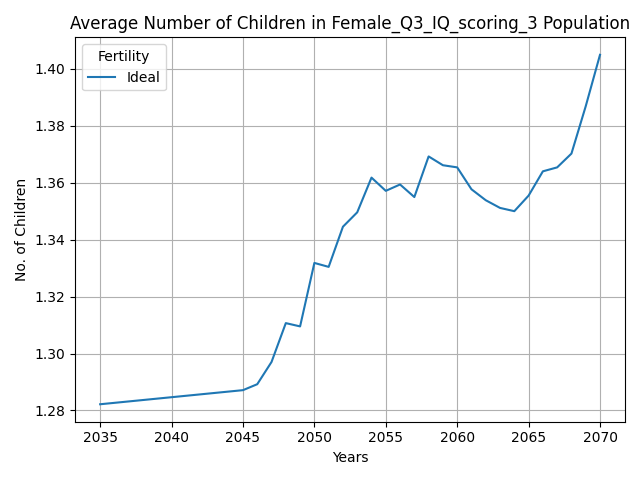 Average Number of Children in Female_Q3_IQ_scoring_3 Population
Fertility
Ideal
No. of Children
1.40
1.38
1.36
1.34
1.32
1.30
1.28
2035 2040 2045 2050 2055 2060 2065 2070
Years